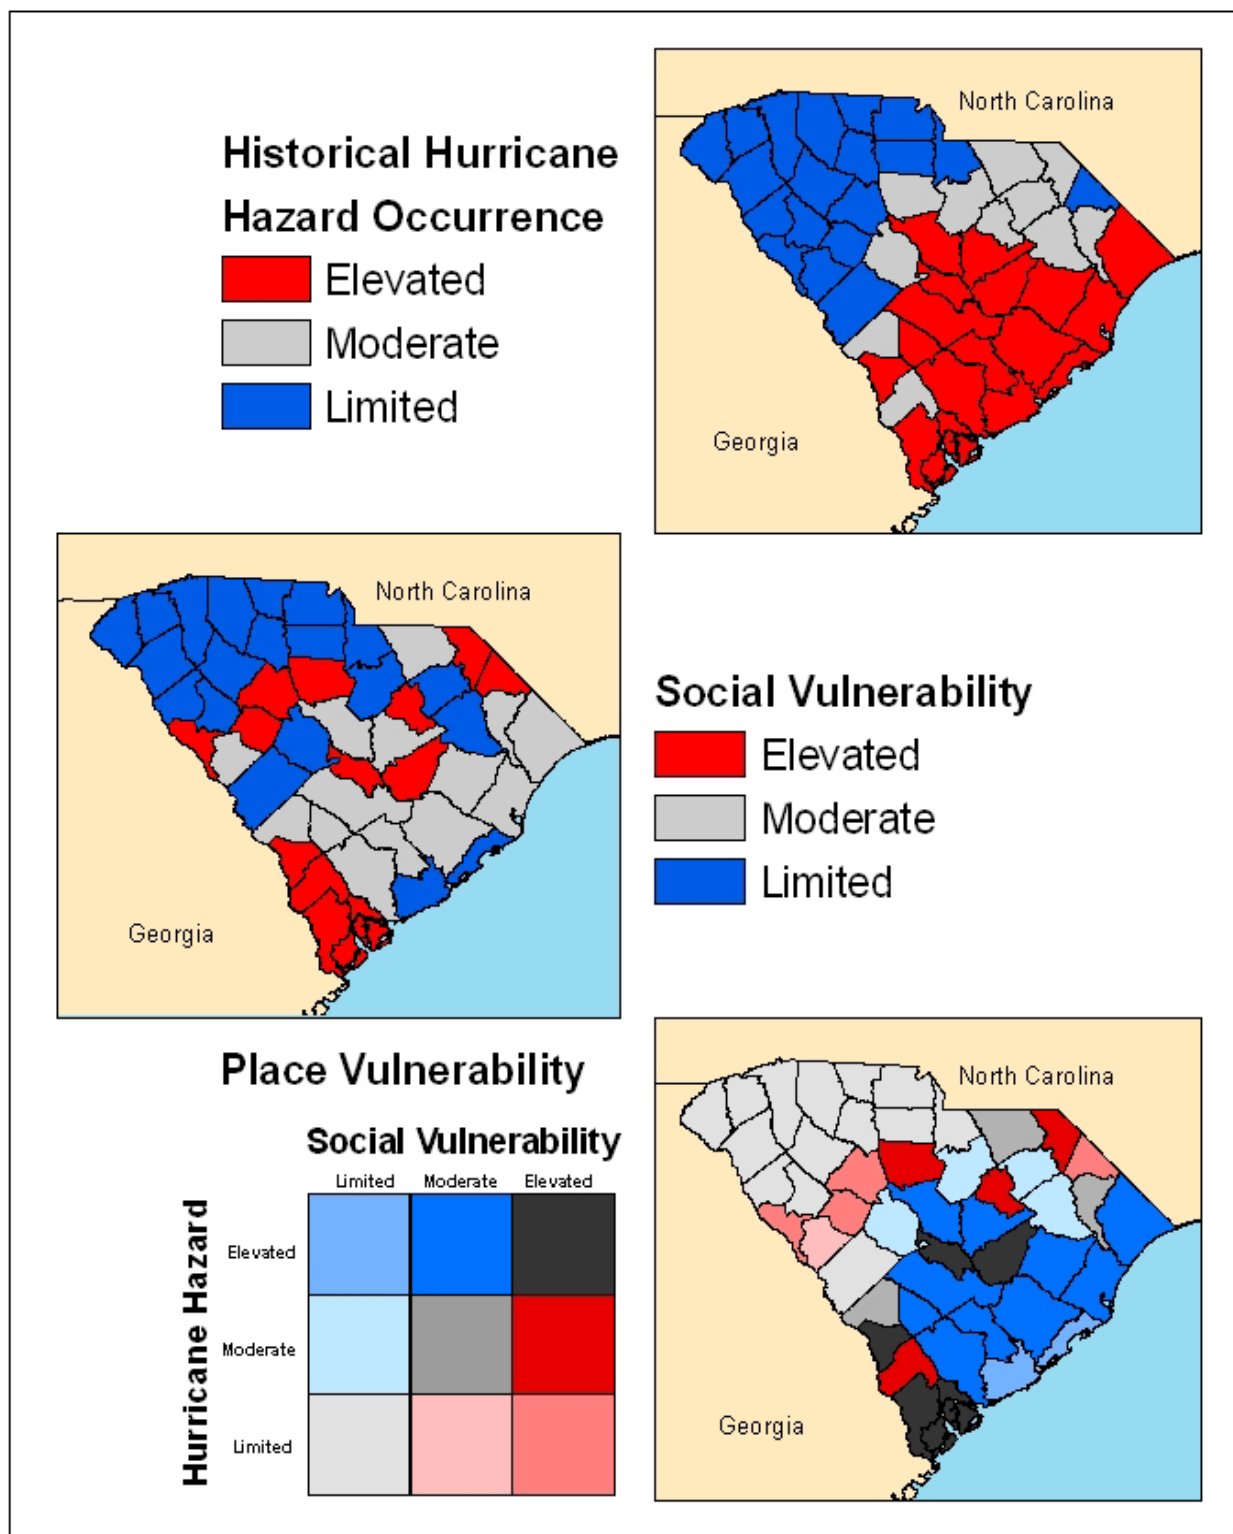 North Carolina
Historical Hurricane
Hazard Occurrence
Elevated
Moderate
Limited
Georgia
North Carolina
Social Vulnerability
Elevated
Moderate
Limited
Georgia
Place Vulnerability
North Carolina
Social Vulnerability
Limited Moderate Elevated
Hurricane Hazard
Elevated
Moderate
Limited
Georgia